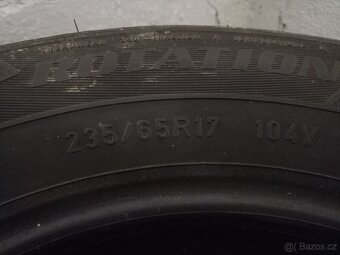 ROTATION
235/65R17 104V
© Bazos.cz